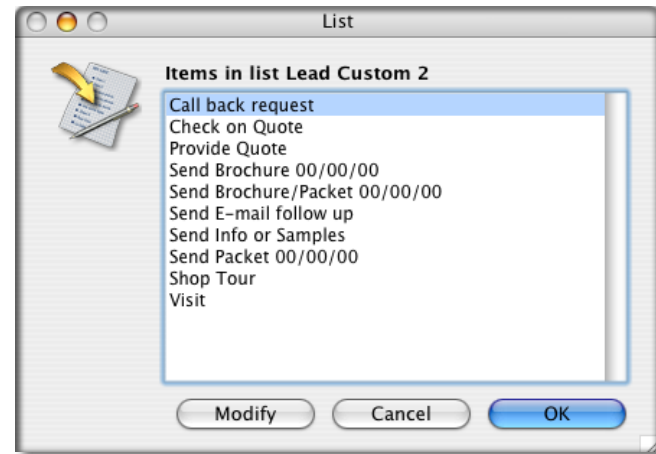 List
Items in list Lead Custom 2
Call back request
Check on Quote
Provide Quote
Send Brochure 00/00/00
Send Brochure/Packet 00/00/00
Send E-mail follow up
Send Info or Samples
Send Packet 00/00/00
Shop Tour
Visit
Modify
Cancel
OK